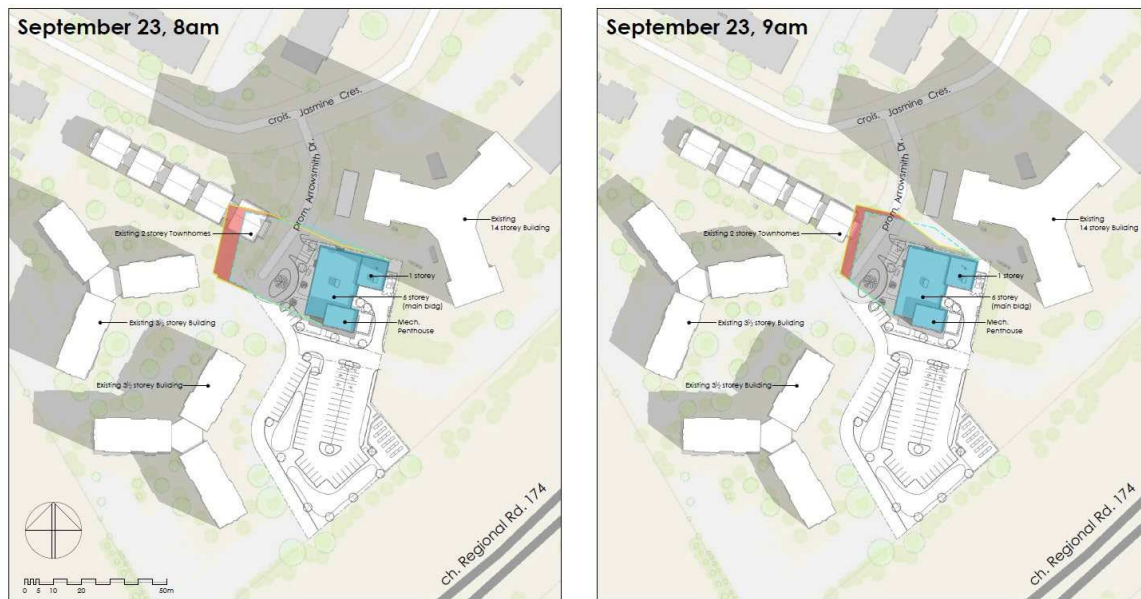 September 23, 8am
crois. Jasmine Cres.
prom. Arrowsmith Dr.
Existing
14 storey Building
Existing 2 storey Townhomes
1 storey
6 storey
(main bldg)
Mech.
Penthouse
Existing 3½ storey Building
Existing 3½ storey Building
ch. Regional Rd. 174
0 5 10 20 50m
September 23, 9am
crois. Jasmine Cres.
prom. Arrowsmith Dr.
Existing
14 storey Building
Existing 2 storey Townhomes
1 storey
6 storey
(main bldg)
Mech.
Penthouse
Existing 3½ storey Building
Existing 3½ storey Building
ch. Regional Rd. 174